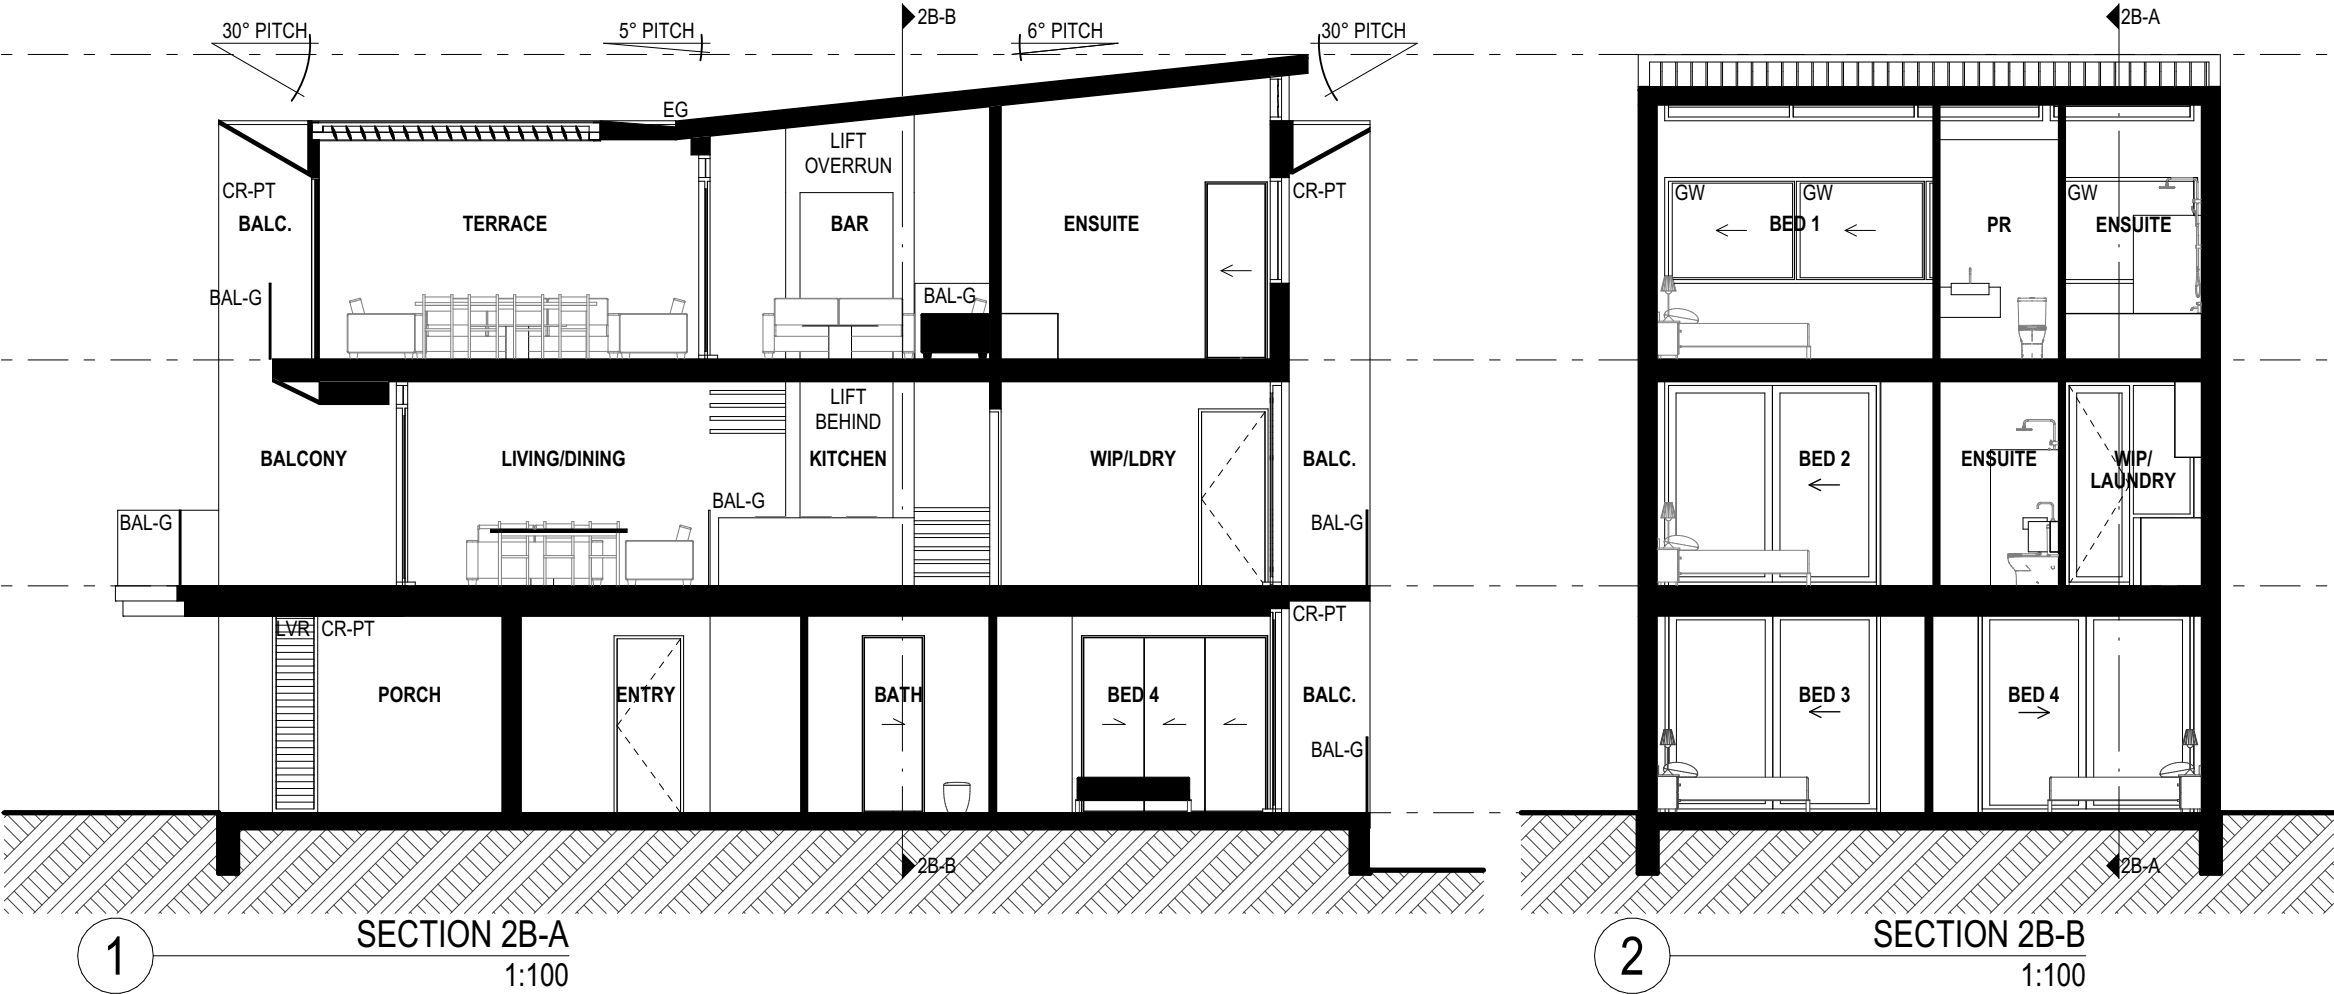 2B-B
2B-A
30° PITCH
5° PITCH
6° PITCH
30° PITCH
EG
LIFT
OVERRUN
CR-PT
BALC.
TERRACE
BAR
ENSUITE
CR-PT
BAL-G
BAL-G
GW
GW
GW
BED 1
PR
ENSUITE
LIFT
BEHIND
BALCONY
LIVING/DINING
KITCHEN
WIP/LDRY
BALC.
BAL-G
BAL-G
BAL-G
BED 2
ENSUITE
WIP/
LAUNDRY
LVR
CR-PT
CR-PT
PORCH
ENTRY
BATH
BED 4
BALC.
BAL-G
BED 3
BED 4
2B-B
2B-A
1
SECTION 2B-A
1:100
2
SECTION 2B-B
1:100